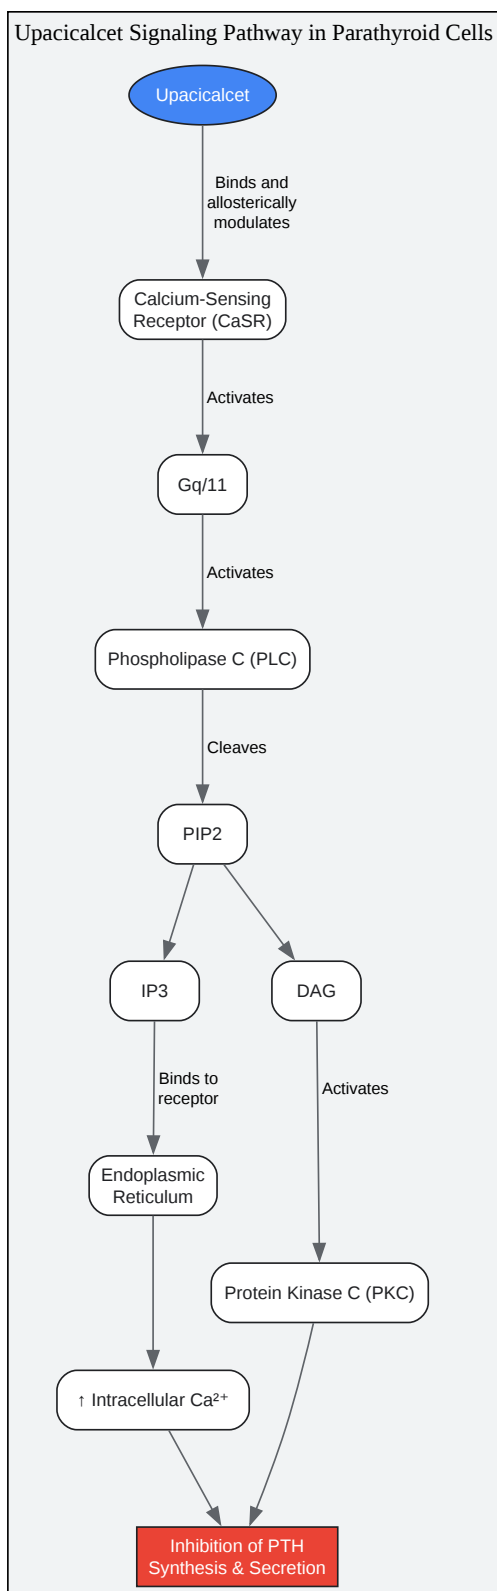 Upacicalcet Signaling Pathway in Parathyroid Cells
Upacicalcet
Binds and
allosterically
modulates
Calcium-Sensing
Receptor (CaSR)
Activates
Gq/11
Activates
Phospholipase C (PLC)
Cleaves
PIP2
IP3
DAG
Binds to
receptor
Activates
Endoplasmic
Reticulum
Protein Kinase C (PKC)
↑ Intracellular Ca²⁺
Inhibition of PTH
Synthesis & Secretion